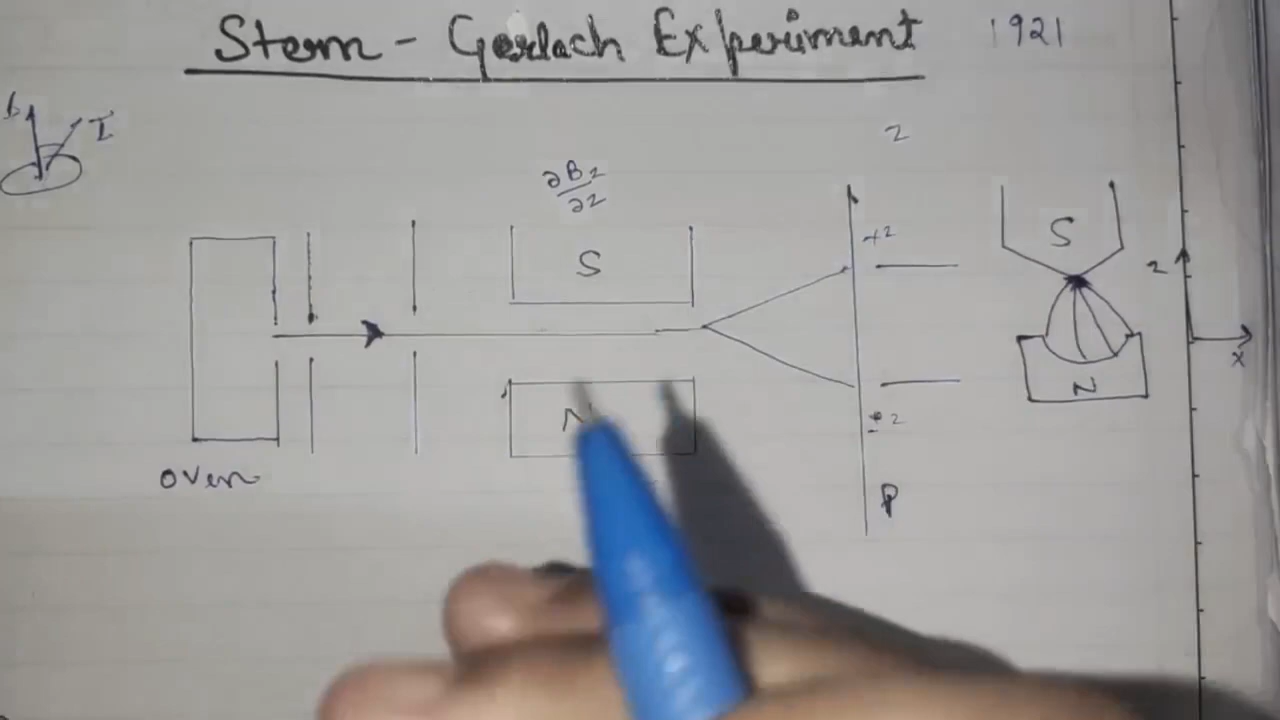 Stern - Gerlach Experiment 1921
b I
z
∂Bz
∂z
S
+z
S
z
x
N
N
±z
oven
P